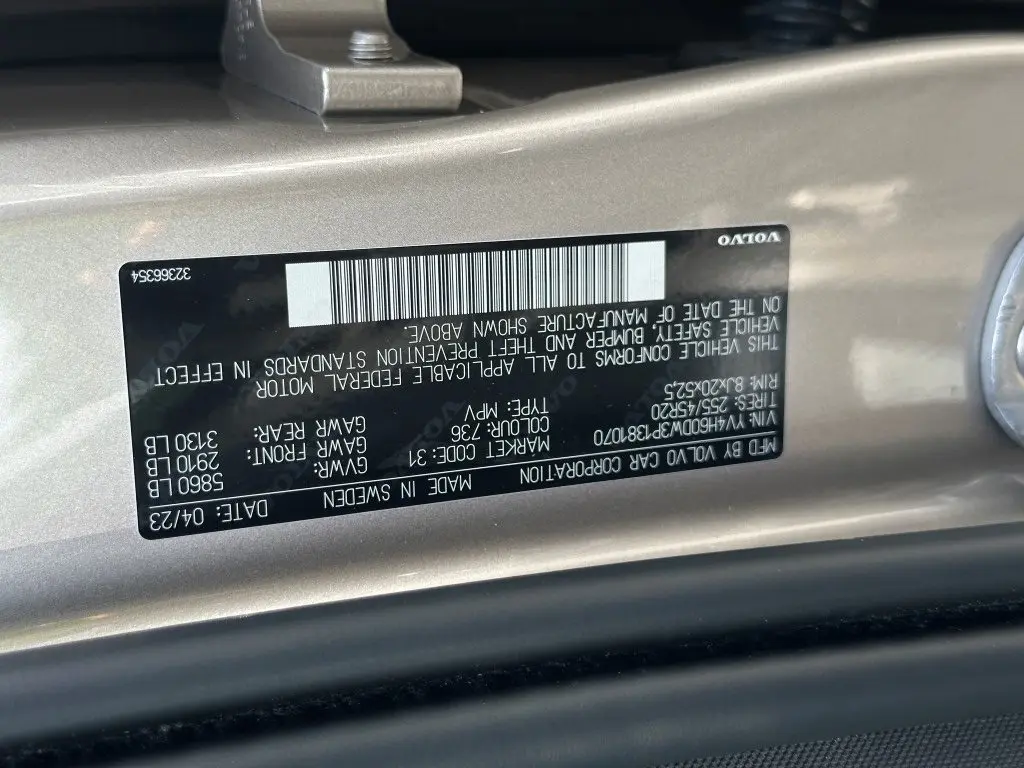 MFD BY VOLVO CAR CORPORATION MADE IN SWEDEN DATE: 04/23
VIN: YV4H60DW3P1381070 MARKET CODE: 31 GVWR: 5860 LB
TIRES: 255/45R20 COLOUR: 736 GAWR FRONT: 2910 LB
RIM: 8Jx20x52,5 TYPE: MPV GAWR REAR: 3130 LB
THIS VEHICLE CONFORMS TO ALL APPLICABLE FEDERAL MOTOR
VEHICLE SAFETY, BUMPER AND THEFT PREVENTION STANDARDS IN EFFECT
ON THE DATE OF MANUFACTURE SHOWN ABOVE.
VOLVO 32366354